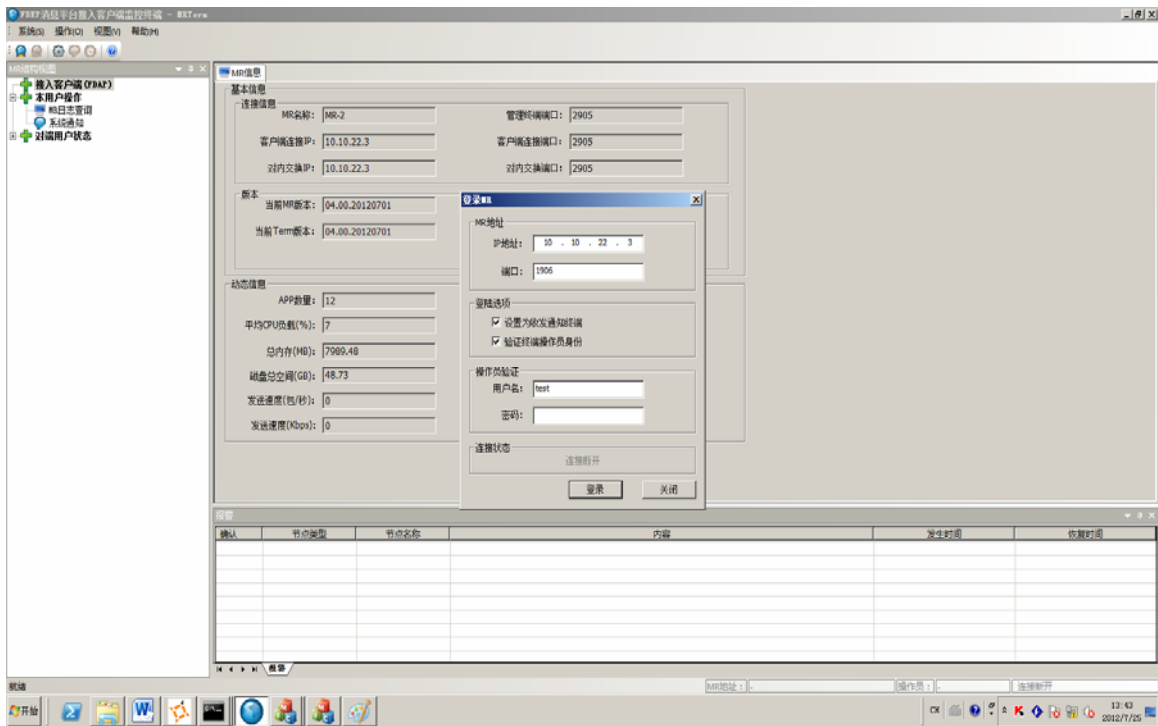 FDEP消息平台接入客户端监控终端 - MXTerm
系统(S) 操作(O) 视图(V) 帮助(H)
MR结构视图
接入客户端(FDAP)
本用户操作
MR日志查询
系统通知
对端用户状态
MR信息
基本信息
连接信息
MR名称: MR-2 管理终端端口: 2905
客户端连接IP: 10.10.22.3 客户端连接端口: 2905
对内交换IP: 10.10.22.3 对内交换端口: 2905
版本
当前MR版本: 04.00.20120701
当前Term版本: 04.00.20120701
动态信息
APP数量: 12
平均CPU负载(%): 7
总内存(MB): 7989.48
磁盘总空间(GB): 48.73
发送速度(包/秒): 0
发送速度(Kbps): 0
登录MR
MR地址
IP地址: 10 . 10 . 22 . 3
端口: 1906
登陆选项
设置为收发通知终端
验证终端操作员身份
操作员验证
用户名: test
密码:
连接状态
连接断开
登录 关闭
报警
确认 节点类型 节点名称 内容 发生时间 恢复时间
报警
就绪 MR地址:- 操作员:- 连接断开
开始 CH 13:43
2012/7/25